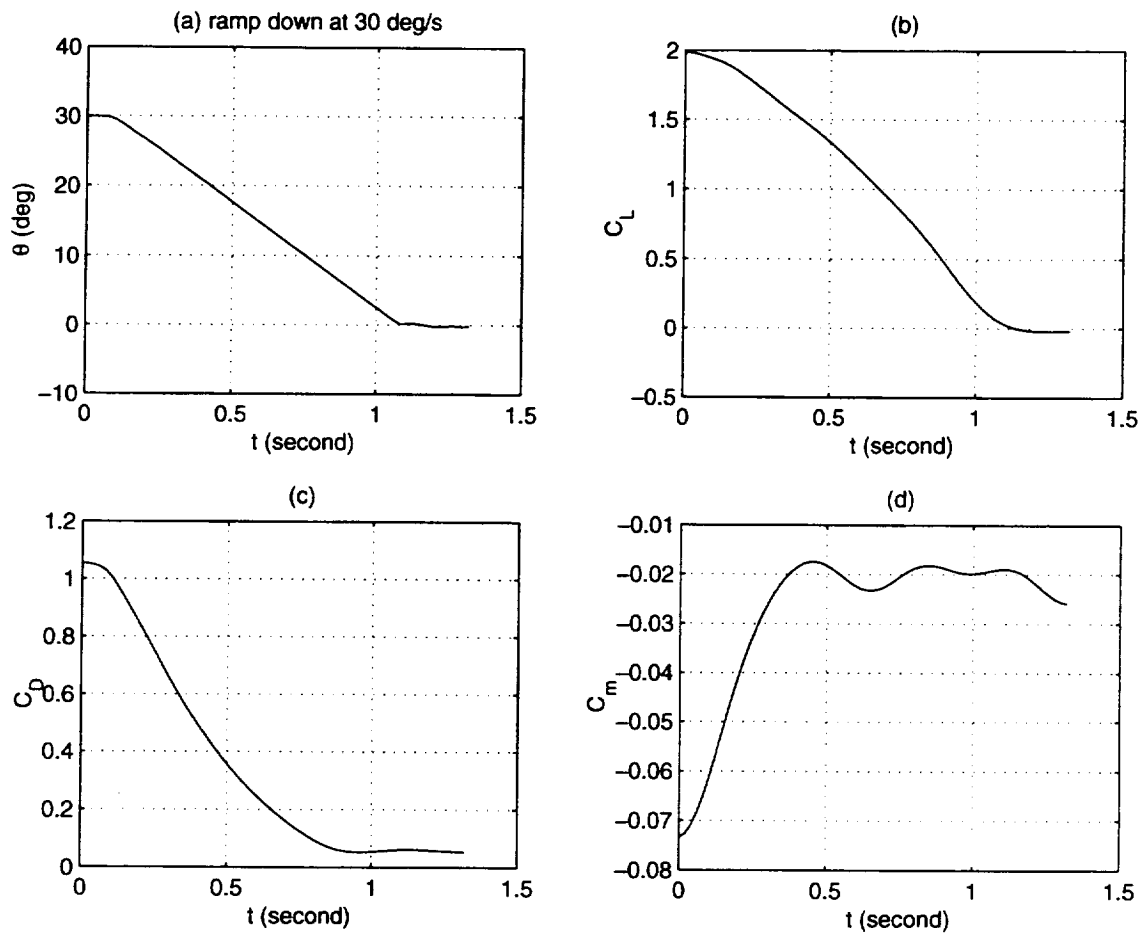 (a) ramp down at 30 deg/s
40
30
20
10
0
−10
θ (deg)
0 0.5 1 1.5
t (second)
(b)
2
1.5
1
0.5
0
−0.5
C_L
0 0.5 1 1.5
t (second)
(c)
1.2
1
0.8
0.6
0.4
0.2
0
C_D
0 0.5 1 1.5
t (second)
(d)
−0.01
−0.02
−0.03
−0.04
−0.05
−0.06
−0.07
−0.08
C_m
0 0.5 1 1.5
t (second)